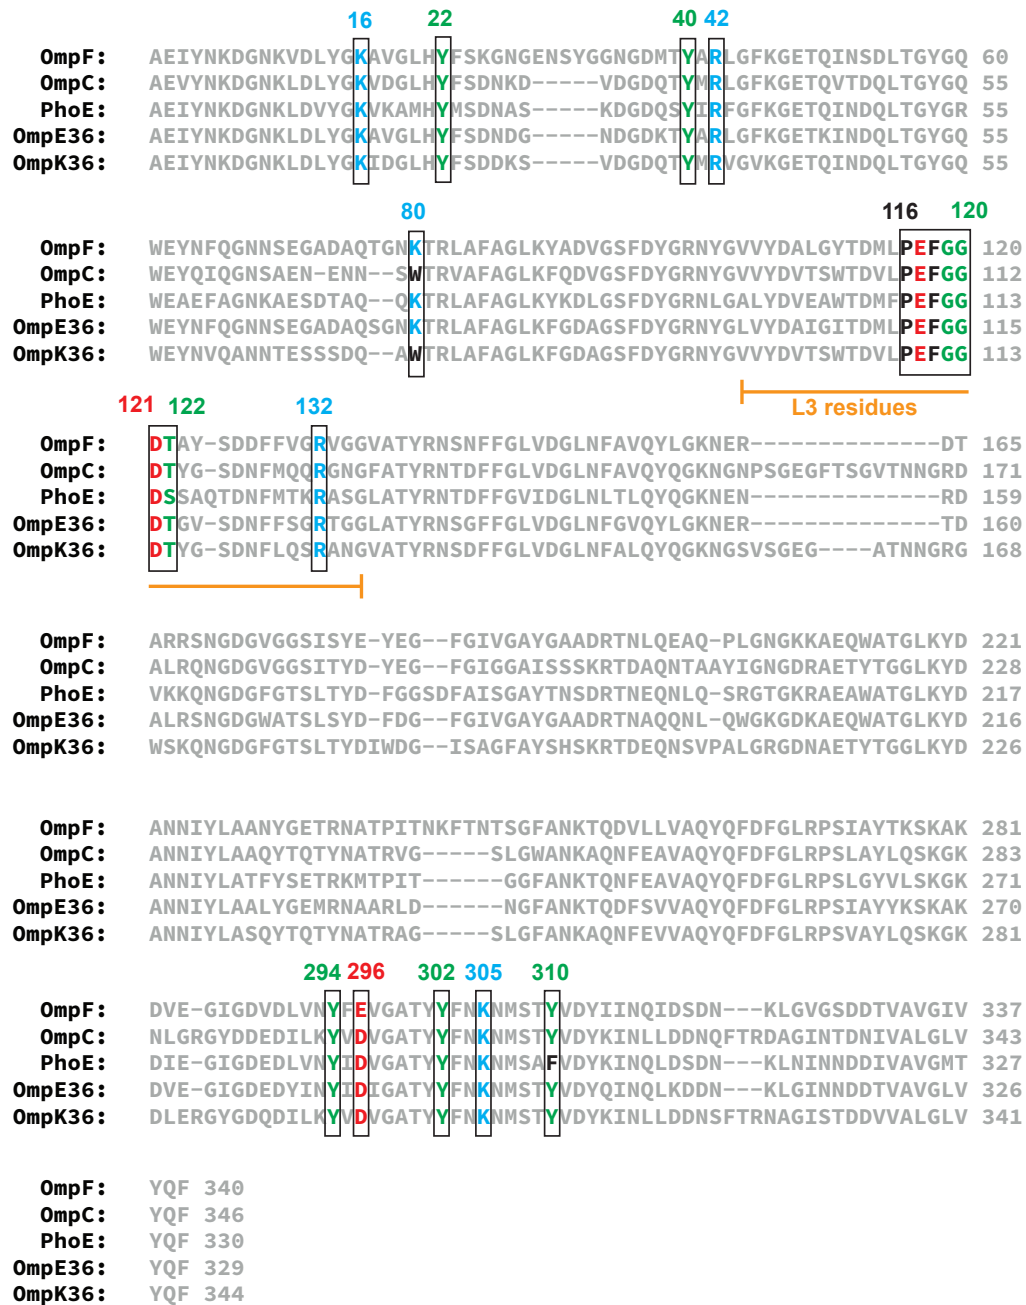 16 22 40 42
OmpF: AEIYNKDGNKVDLYGKAVGLHYFSKGNGENSYGGNGDMTYARLGFKGETQINSDLTGYGQ 60
OmpC: AEVYNKDGNKLDLYGKVDGLHYFSDNKD-----VDGDQTYMRLGFKGETQVTDQLTGYGQ 55
PhoE: AEIYNKDGNKLDVYGKVKAMHYMSDNAS-----KDGDQSYIRFGFKGETQINDQLTGYGR 55
OmpE36: AEIYNKDGNKLDLYGKAVGLHYFSDNDG-----NDGDKTYARLGFKGETKINDQLTGYGQ 55
OmpK36: AEIYNKDGNKLDLYGKIDGLHYFSDDKS-----VDGDQTYMRVGVKGETQINDQLTGYGQ 55
80 116 120
OmpF: WEYNFQGNNSEGADAQTGNKTRLAFAGLKYADVGSFDYGRNYGVVYDALGYTDMLPEFGG 120
OmpC: WEYQIQGNSAEN-ENN--SWTRVAFAGLKFQDVGSFDYGRNYGVVYDVTSWTDVLPEFGG 112
PhoE: WEAEFAGNKAESDTAQ--QKTRLAFAGLKYKDLGSFDYGRNLGALYDVEAWTDMFPEFGG 113
OmpE36: WEYNFQGNNSEGADAQSGNKTRLAFAGLKFGDAGSFDYGRNYGLVYDAIGITDMLPEFGG 115
OmpK36: WEYNVQANNTESSSDQ--AWTRLAFAGLKFGDAGSFDYGRNYGVVYDVTSWTDVLPEFGG 113
L3 residues
121 122 132
OmpF: DTAY-SDDFFVGRVGGVATYRNSNFFGLVDGLNFAVQYLGKNER--------------DT 165
OmpC: DTYG-SDNFMQQRGNGFATYRNTDFFGLVDGLNFAVQYQGKNGNPSGEGFTSGVTNNGRD 171
PhoE: DSSAQTDNFMTKRASGLATYRNTDFFGVIDGLNLTLQYQGKNEN--------------RD 159
OmpE36: DTGV-SDNFFSGRTGGLATYRNSGFFGLVDGLNFGVQYLGKNER--------------TD 160
OmpK36: DTYG-SDNFLQSRANGVATYRNSDFFGLVDGLNFALQYQGKNGSVSGEG----ATNNGRG 168
OmpF: ARRSNGDGVGGSISYE-YEG--FGIVGAYGAADRTNLQEAQ-PLGNGKKAEQWATGLKYD 221
OmpC: ALRQNGDGVGGSITYD-YEG--FGIGGAISSSKRTDAQNTAAYIGNGDRAETYTGGLKYD 228
PhoE: VKKQNGDGFGTSLTYD-FGGSDFAISGAYTNSDRTNEQNLQ-SRGTGKRAEAWATGLKYD 217
OmpE36: ALRSNGDGWATSLSYD-FDG--FGIVGAYGAADRTNAQQNL-QWGKGDKAEQWATGLKYD 216
OmpK36: WSKQNGDGFGTSLTYDIWDG--ISAGFAYSHSKRTDEQNSVPALGRGDNAETYTGGLKYD 226
OmpF: ANNIYLAANYGETRNATPITNKFTNTSGFANKTQDVLLVAQYQFDFGLRPSIAYTKSKAK 281
OmpC: ANNIYLAAQYTQTYNATRVG-----SLGWANKAQNFEAVAQYQFDFGLRPSLAYLQSKGK 283
PhoE: ANNIYLATFYSETRKMTPIT------GGFANKTQNFEAVAQYQFDFGLRPSLGYVLSKGK 271
OmpE36: ANNIYLAALYGEMRNAARLD------NGFANKTQDFSVVAQYQFDFGLRPSIAYYKSKAK 270
OmpK36: ANNIYLASQYTQTYNATRAG-----SLGFANKAQNFEVVAQYQFDFGLRPSVAYLQSKGK 281
294 296 302 305 310
OmpF: DVE-GIGDVDLVNYFEVGATYYFNKNMSTYVDYIINQIDSDN---KLGVGSDDTVAVGIV 337
OmpC: NLGRGYDDEDILKYVDVGATYYFNKNMSTYVDYKINLLDDNQFTRDAGINTDNIVALGLV 343
PhoE: DIE-GIGDEDLVNYIDVGATYYFNKNMSAFVDYKINQLDSDN---KLNINNDDIVAVGMT 327
OmpE36: DVE-GIGDEDYINYIDIGATYYFNKNMSTYVDYQINQLKDDN---KLGINNDDTVAVGLV 326
OmpK36: DLERGYGDQDILKYVDVGATYYFNKNMSTYVDYKINLLDDNSFTRNAGISTDDVVALGLV 341
OmpF: YQF 340
OmpC: YQF 346
PhoE: YQF 330
OmpE36: YQF 329
OmpK36: YQF 344